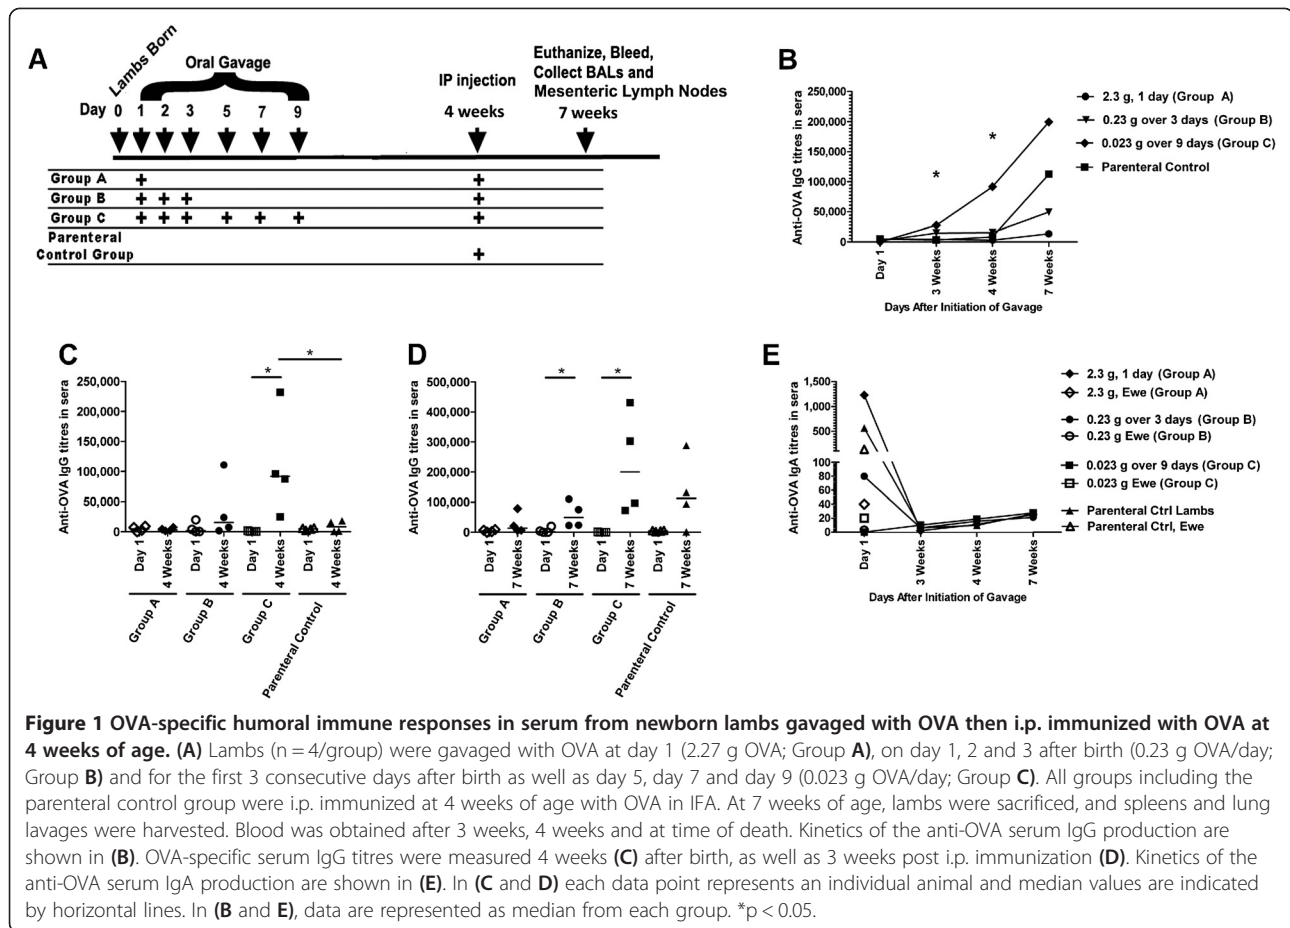 A
Lambs Born
Oral Gavage
IP injection
Euthanize, Bleed,
Collect BALs and
Mesenteric Lymph Nodes
Day 0 1 2 3 5 7 9 4 weeks 7 weeks
Group A + +
Group B + + + +
Group C + + + + + + +
Parenteral
Control Group +
B
Anti-OVA IgG titres in sera
250,000
200,000
150,000
100,000
50,000
0
* *
Day 1 3 Weeks 4 Weeks 7 Weeks
Days After Initiation of Gavage
2.3 g, 1 day (Group A)
0.23 g over 3 days (Group B)
0.023 g over 9 days (Group C)
Parenteral Control
C
Anti-OVA IgG titres in sera
250,000
200,000
150,000
100,000
50,000
0
* *
Day 1 4 Weeks Day 1 4 Weeks Day 1 4 Weeks Day 1 4 Weeks
Group A Group B Group C Parenteral Control
D
Anti-OVA IgG titres in sera
500,000
400,000
300,000
200,000
100,000
0
* *
Day 1 7 Weeks Day 1 7 Weeks Day 1 7 Weeks Day 1 7 Weeks
Group A Group B Group C Parenteral Control
E
Anti-OVA IgA titres in sera
1,500
1,000
500
100
80
60
40
20
0
Day 1 3 Weeks 4 Weeks 7 Weeks
Days After Initiation of Gavage
2.3 g, 1 day (Group A)
2.3 g, Ewe (Group A)
0.23 g over 3 days (Group B)
0.23 g Ewe (Group B)
0.023 g over 9 days (Group C)
0.023 g Ewe (Group C)
Parenteral Ctrl Lambs
Parenteral Ctrl, Ewe
Figure 1 OVA-specific humoral immune responses in serum from newborn lambs gavaged with OVA then i.p. immunized with OVA at
4 weeks of age. (A) Lambs (n = 4/group) were gavaged with OVA at day 1 (2.27 g OVA; Group A), on day 1, 2 and 3 after birth (0.23 g OVA/day;
Group B) and for the first 3 consecutive days after birth as well as day 5, day 7 and day 9 (0.023 g OVA/day; Group C). All groups including the
parenteral control group were i.p. immunized at 4 weeks of age with OVA in IFA. At 7 weeks of age, lambs were sacrificed, and spleens and lung
lavages were harvested. Blood was obtained after 3 weeks, 4 weeks and at time of death. Kinetics of the anti-OVA serum IgG production are
shown in (B). OVA-specific serum IgG titres were measured 4 weeks (C) after birth, as well as 3 weeks post i.p. immunization (D). Kinetics of the
anti-OVA serum IgA production are shown in (E). In (C and D) each data point represents an individual animal and median values are indicated
by horizontal lines. In (B and E), data are represented as median from each group. *p < 0.05.